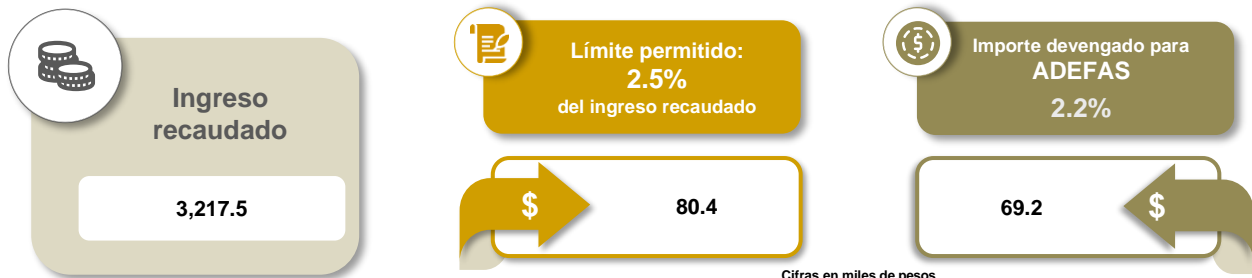 Ingreso
recaudado
3,217.5
Límite permitido:
2.5%
del ingreso recaudado
$
80.4
Importe devengado para
ADEFAS
2.2%
69.2
$
Cifras en miles de pesos